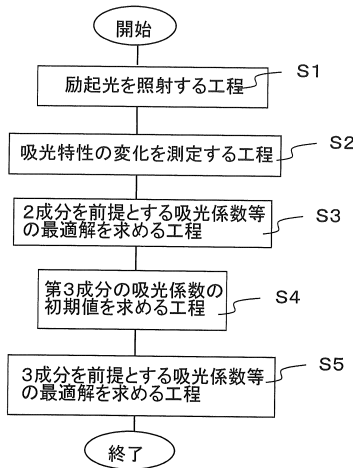 開始
励起光を照射する工程
S1
吸光特性の変化を測定する工程
S2
2成分を前提とする吸光係数等
の最適解を求める工程
S3
第3成分の吸光係数の
初期値を求める工程
S4
3成分を前提とする吸光係数等
の最適解を求める工程
S5
終了